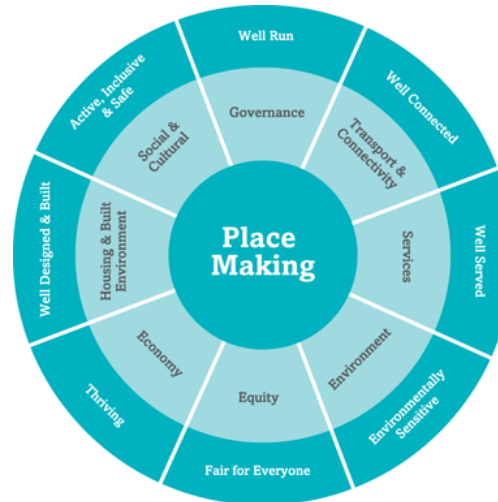 Well Run
Governance
Well Connected
Transport &
Connectivity
Well Served
Services
Environmentally
Sensitive
Environment
Fair for Everyone
Equity
Thriving
Economy
Well Designed & Built
Housing & Built
Environment
Active, Inclusive
& Safe
Social &
Cultural
Place
Making